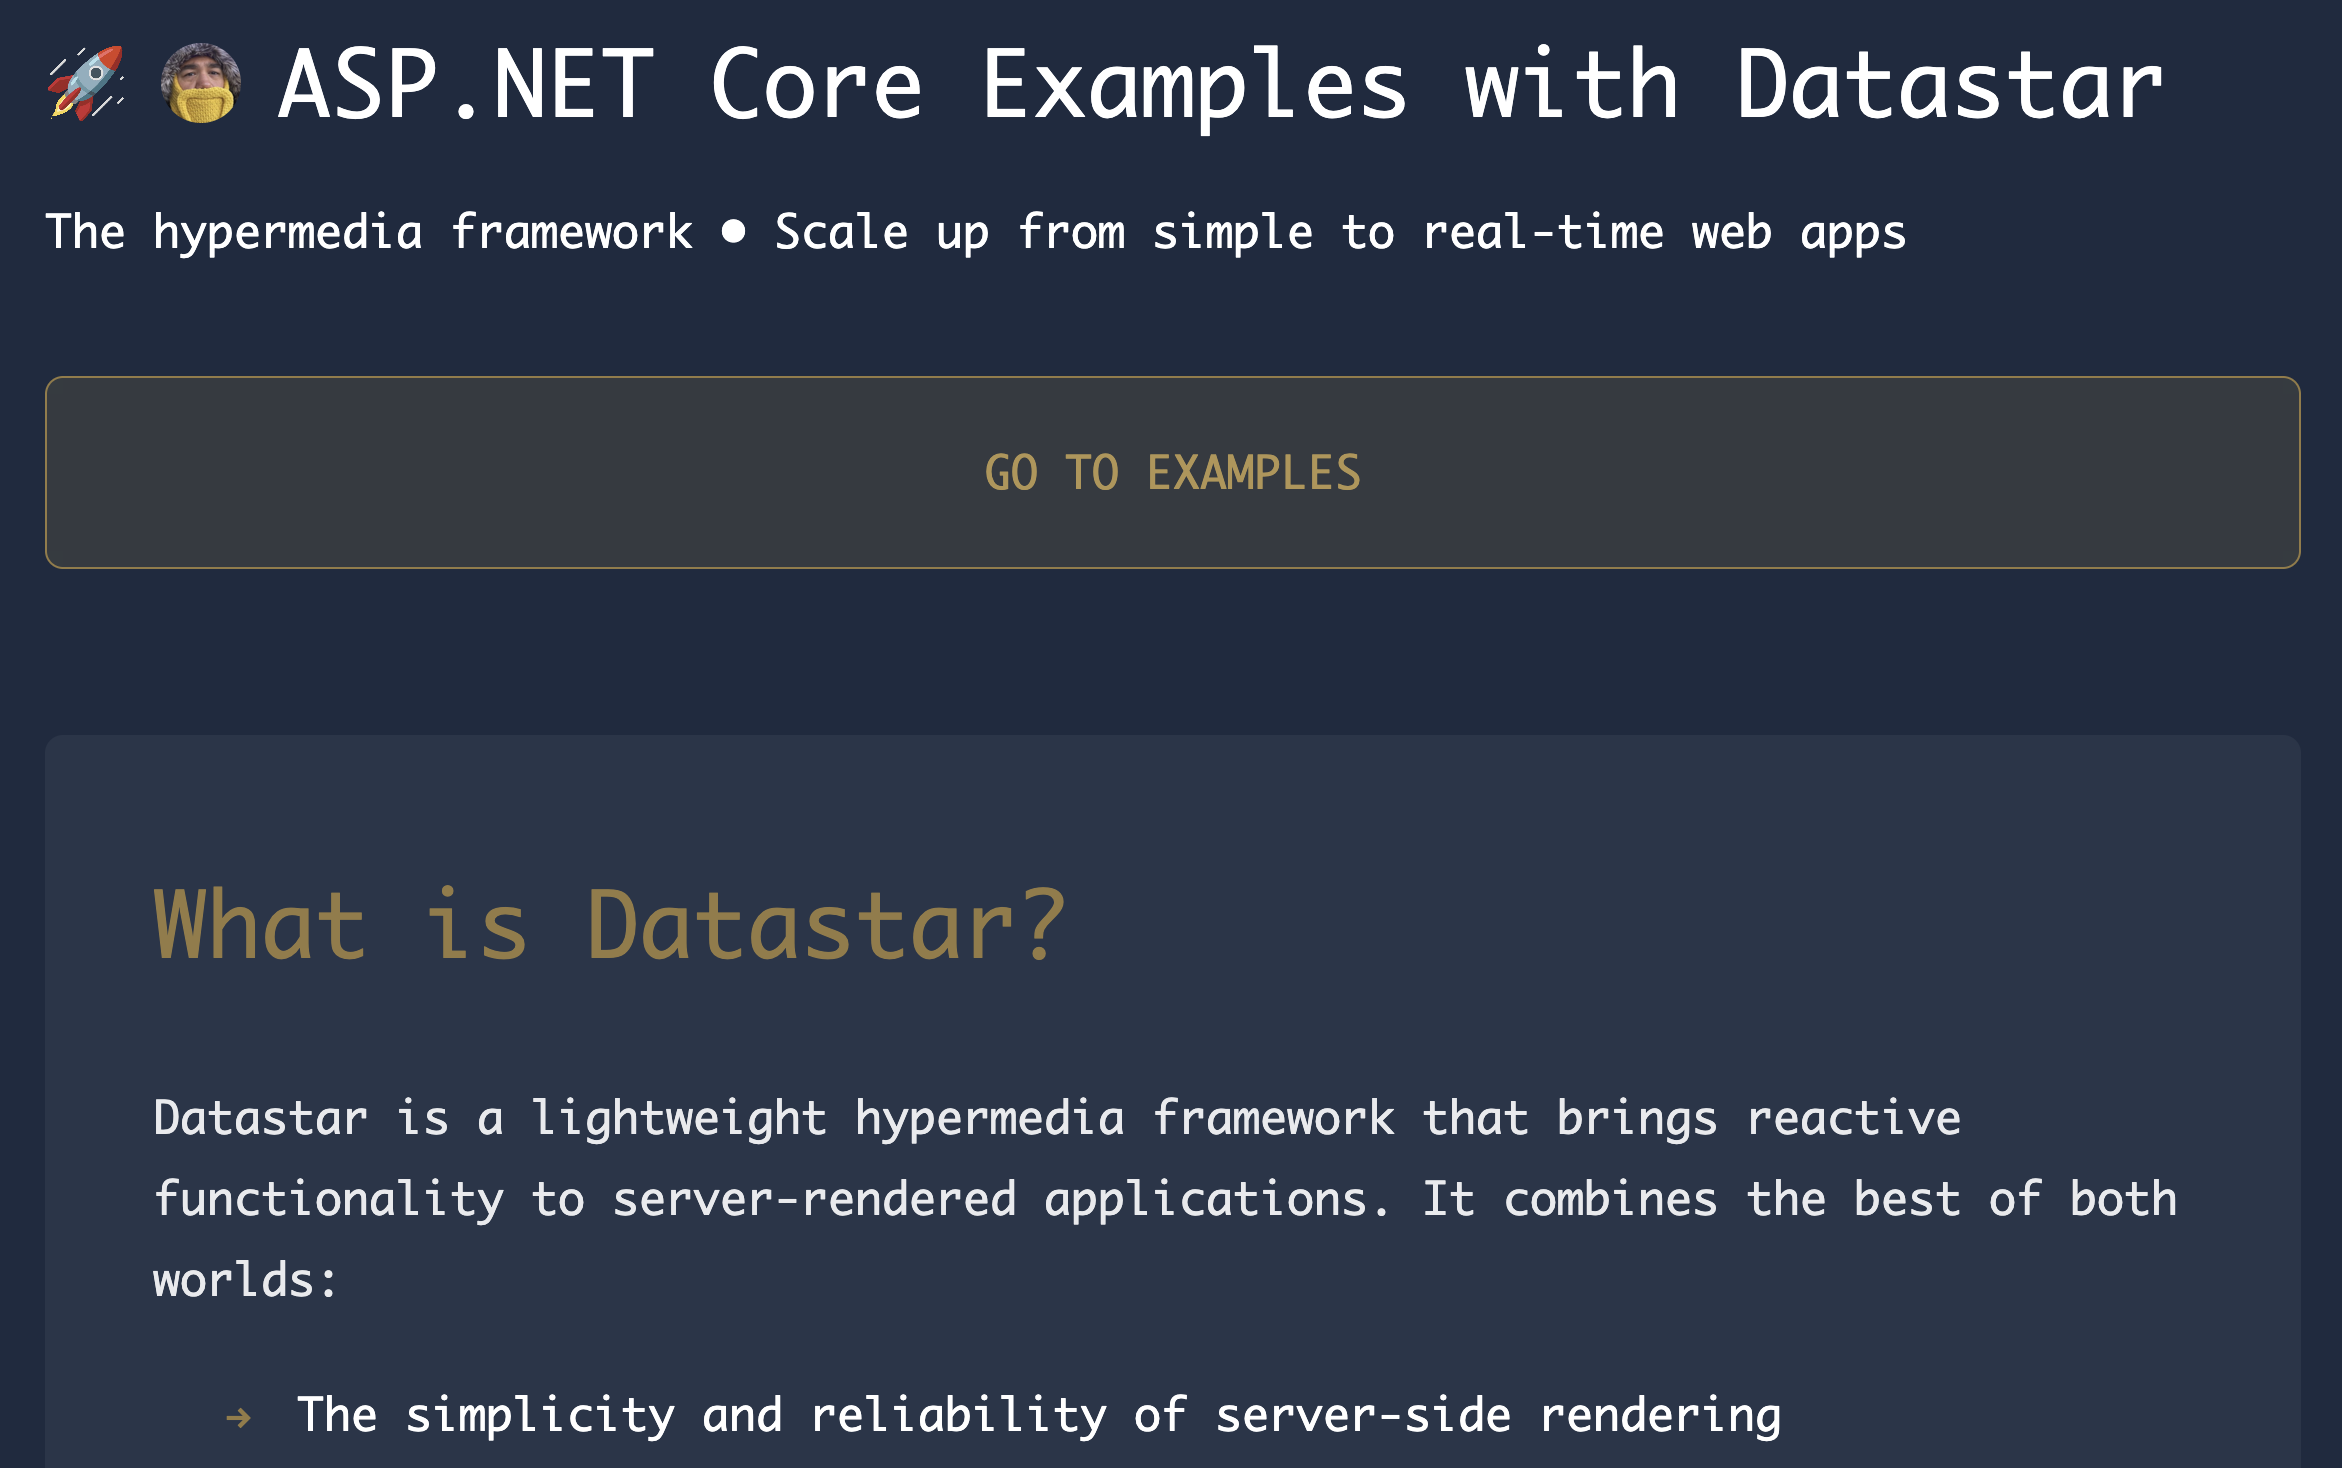 ASP.NET Core Examples with Datastar
The hypermedia framework ● Scale up from simple to real-time web apps
GO TO EXAMPLES
What is Datastar?
Datastar is a lightweight hypermedia framework that brings reactive
functionality to server-rendered applications. It combines the best of both
worlds:
→ The simplicity and reliability of server-side rendering